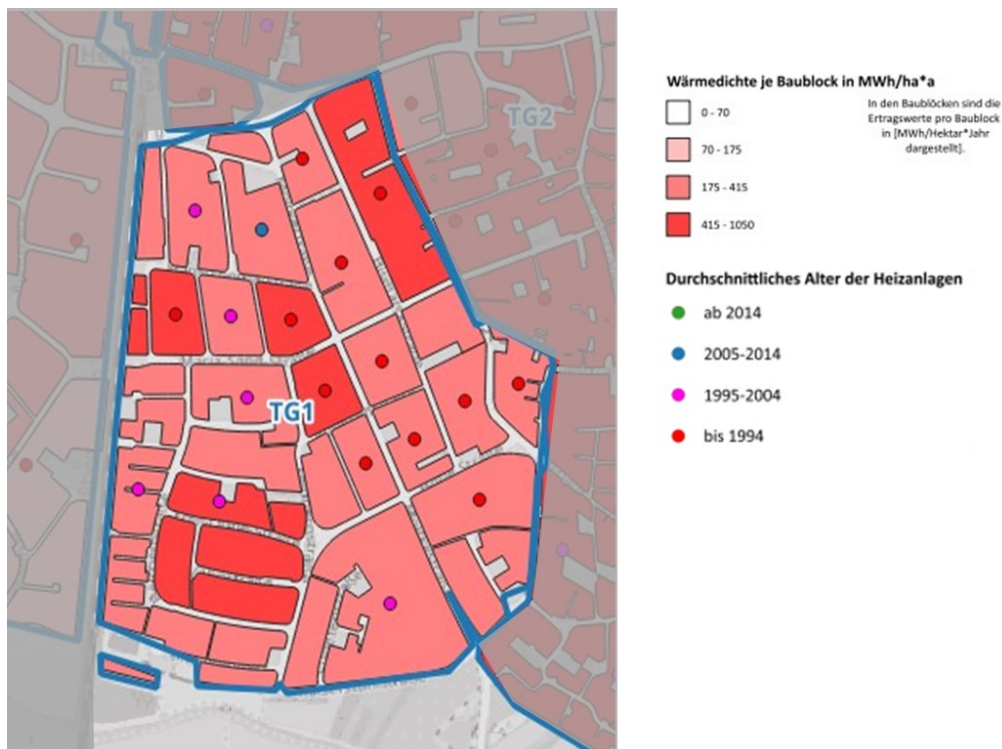 TG2
TG1
Wärmedichte je Baublock in MWh/ha*a
0 - 70
70 - 175
175 - 415
415 - 1050
In den Baublöcken sind die
Ertragswerte pro Baublock
in [MWh/Hektar*Jahr
dargestellt].
Durchschnittliches Alter der Heizanlagen
ab 2014
2005-2014
1995-2004
bis 1994